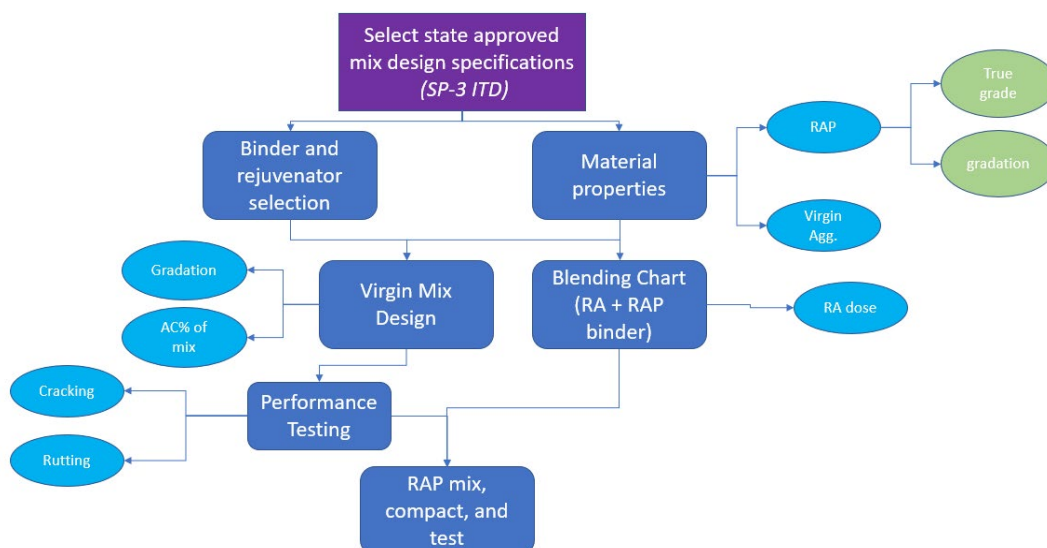 Select state approved
mix design specifications
(SP-3 ITD)
Binder and
rejuvenator
selection
Material
properties
RAP
True
grade
gradation
Virgin
Agg.
Gradation
AC% of
mix
Virgin Mix
Design
Blending Chart
(RA + RAP
binder)
RA dose
Cracking
Rutting
Performance
Testing
RAP mix,
compact, and
test